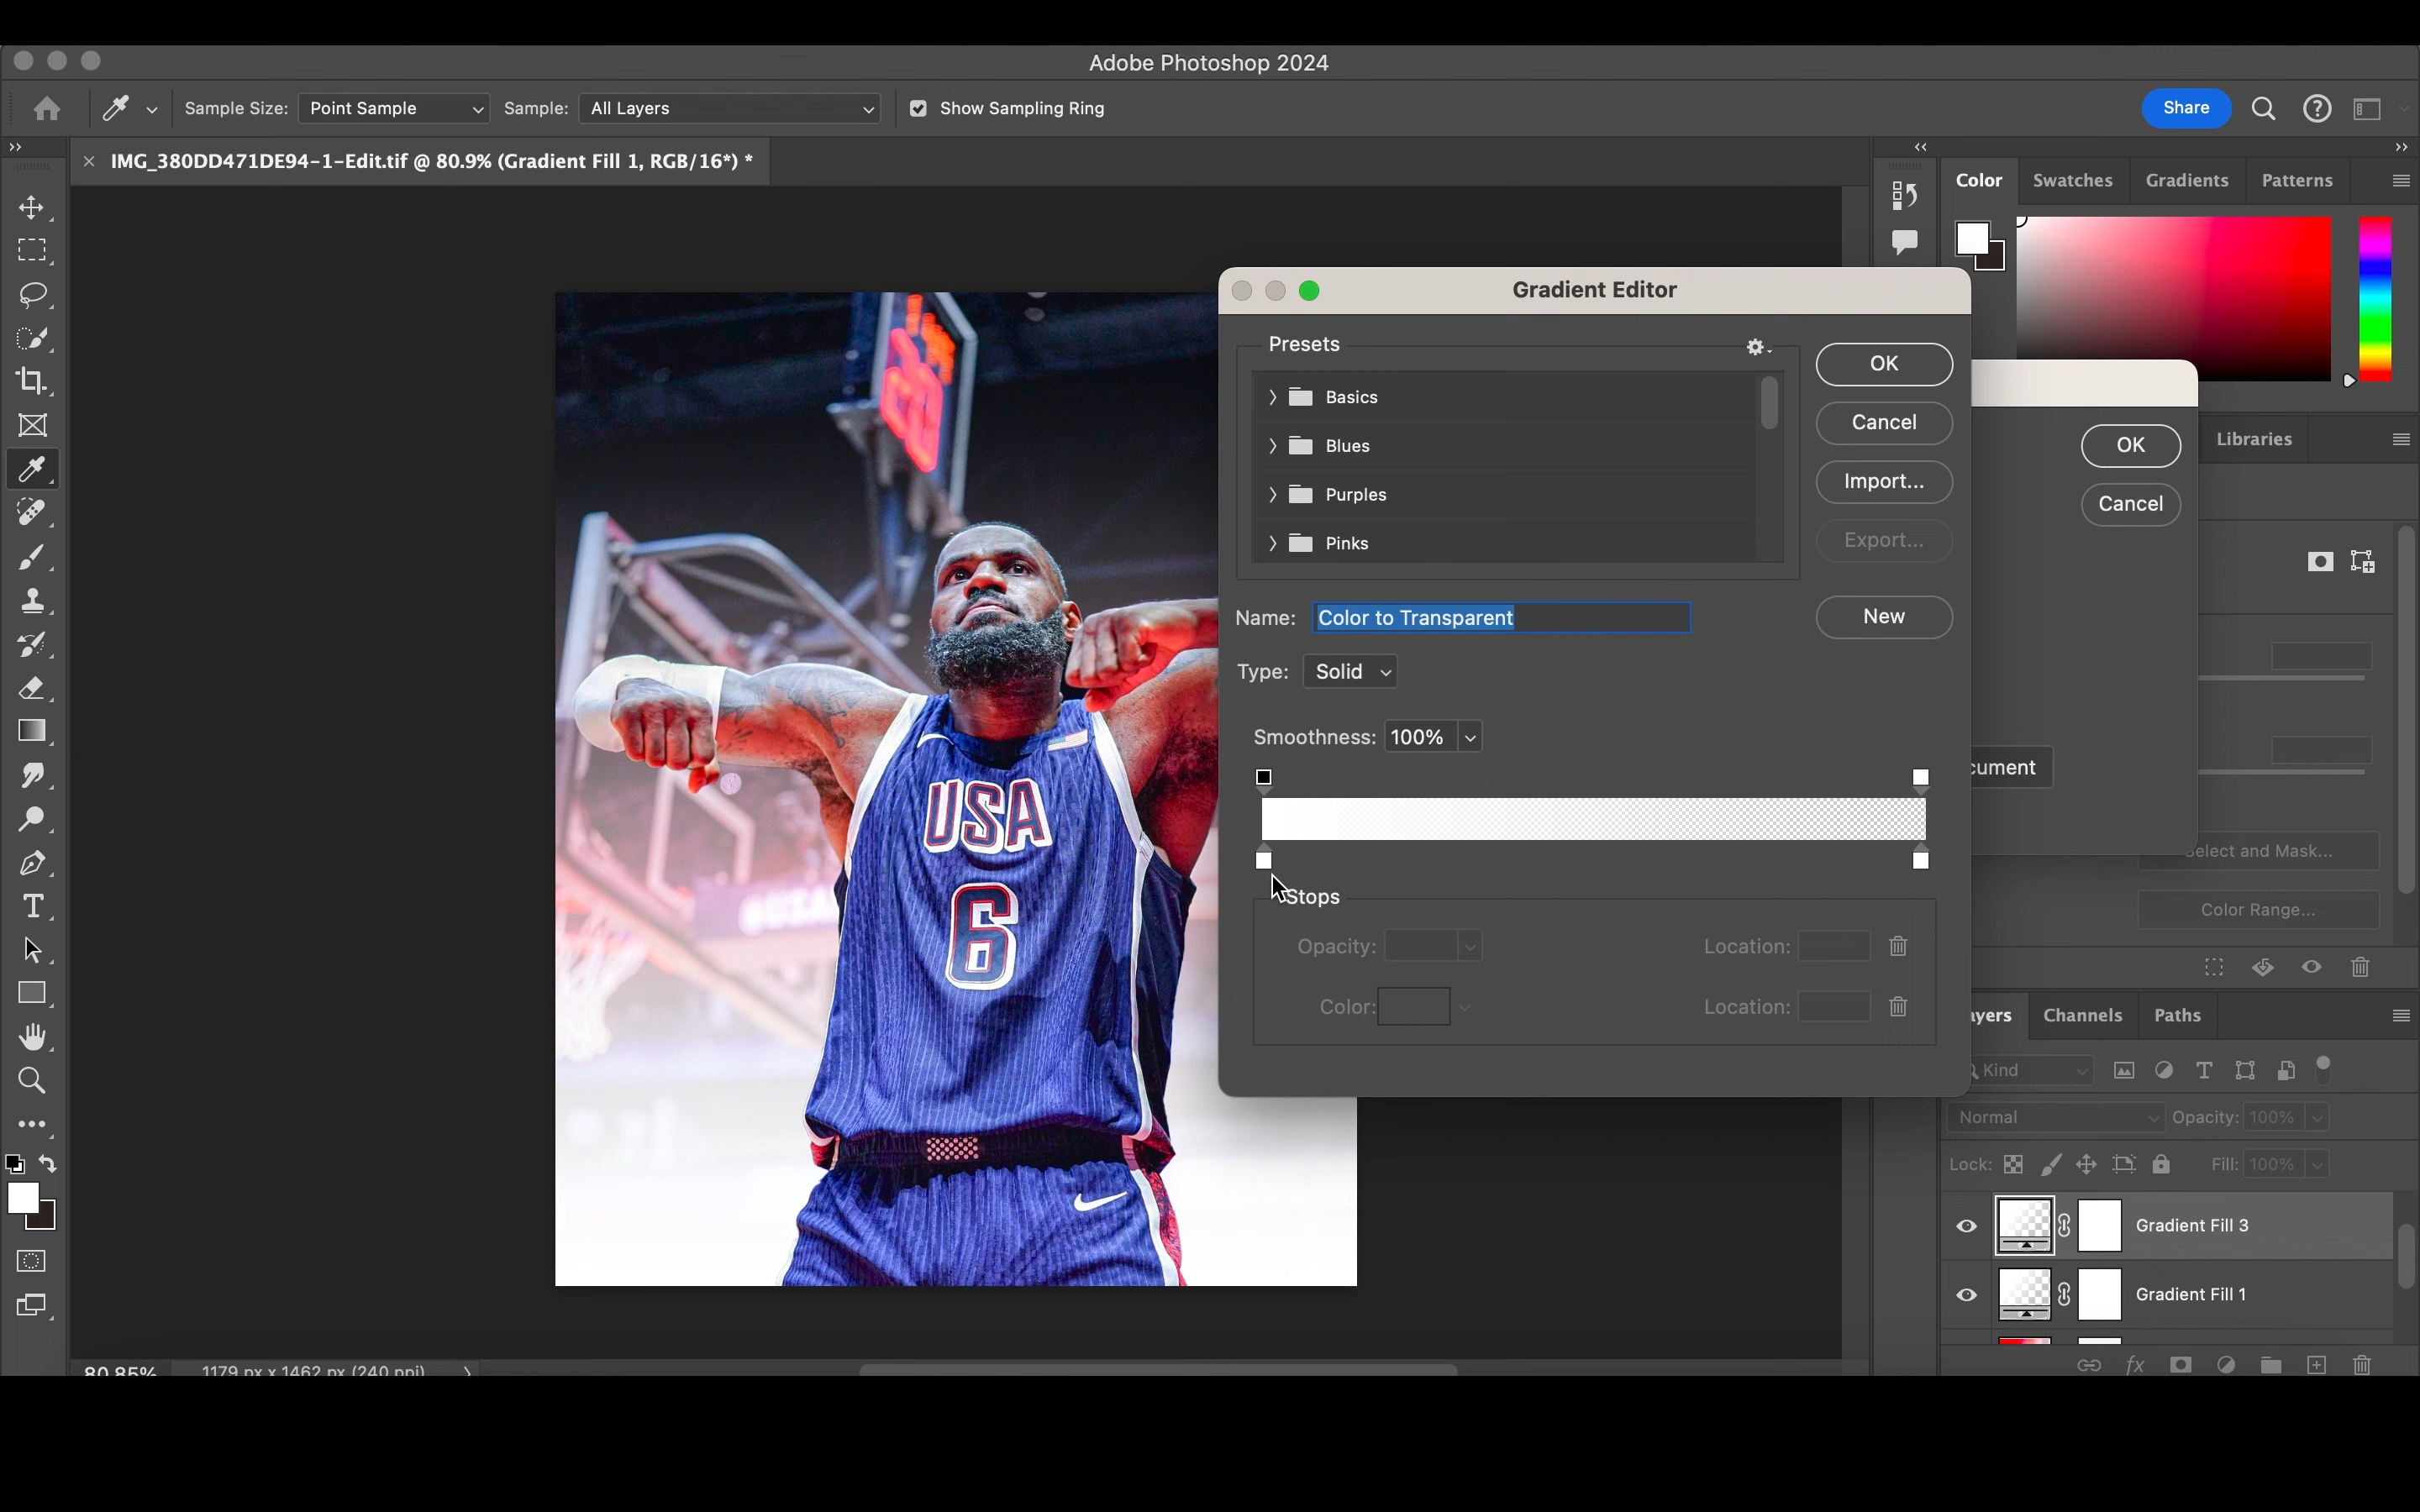 Adobe Photoshop 2024
Sample Size: Point Sample Sample: All Layers Show Sampling Ring Share
IMG_380DD471DE94-1-Edit.tif @ 80.9% (Gradient Fill 1, RGB/16*) *
Color Swatches Gradients Patterns
Gradient Editor
Presets
Basics
Blues
Purples
Pinks
OK
Cancel
Import...
Export...
New
Name: Color to Transparent
Type: Solid
Smoothness: 100%
Stops
Opacity: Location:
Color: Location:
OK
Cancel
cument
Libraries
Select and Mask...
Color Range...
ayers Channels Paths
Kind
Normal Opacity: 100%
Lock: Fill: 100%
Gradient Fill 3
Gradient Fill 1
fx
USA
6
80.85% 1179 px x 1462 px (240 ppi)